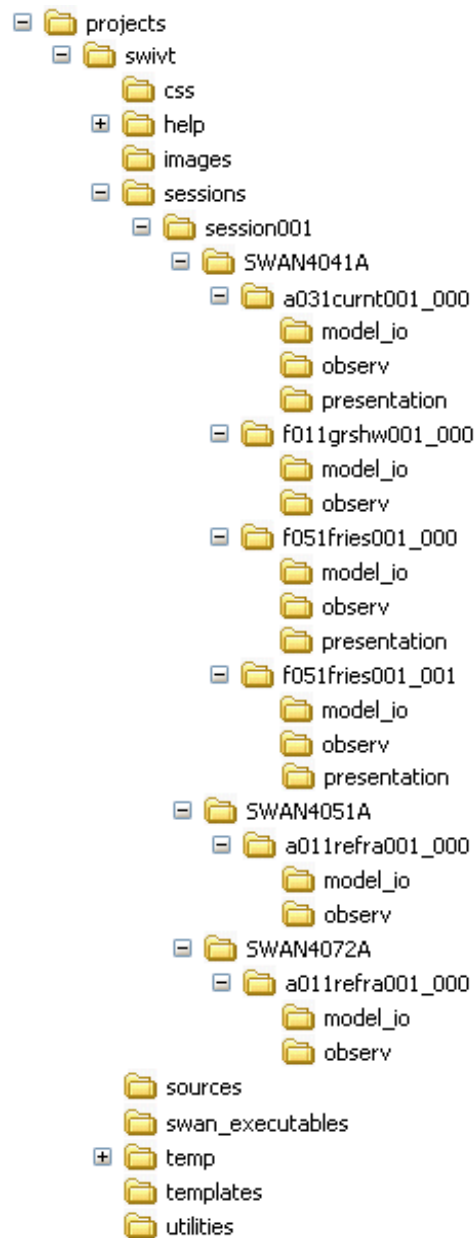 projects
swivt
css
help
images
sessions
session001
SWAN4041A
a031curnt001_000
model_io
observ
presentation
f011grshw001_000
model_io
observ
f051fries001_000
model_io
observ
presentation
f051fries001_001
model_io
observ
presentation
SWAN4051A
a011refra001_000
model_io
observ
SWAN4072A
a011refra001_000
model_io
observ
sources
swan_executables
temp
templates
utilities